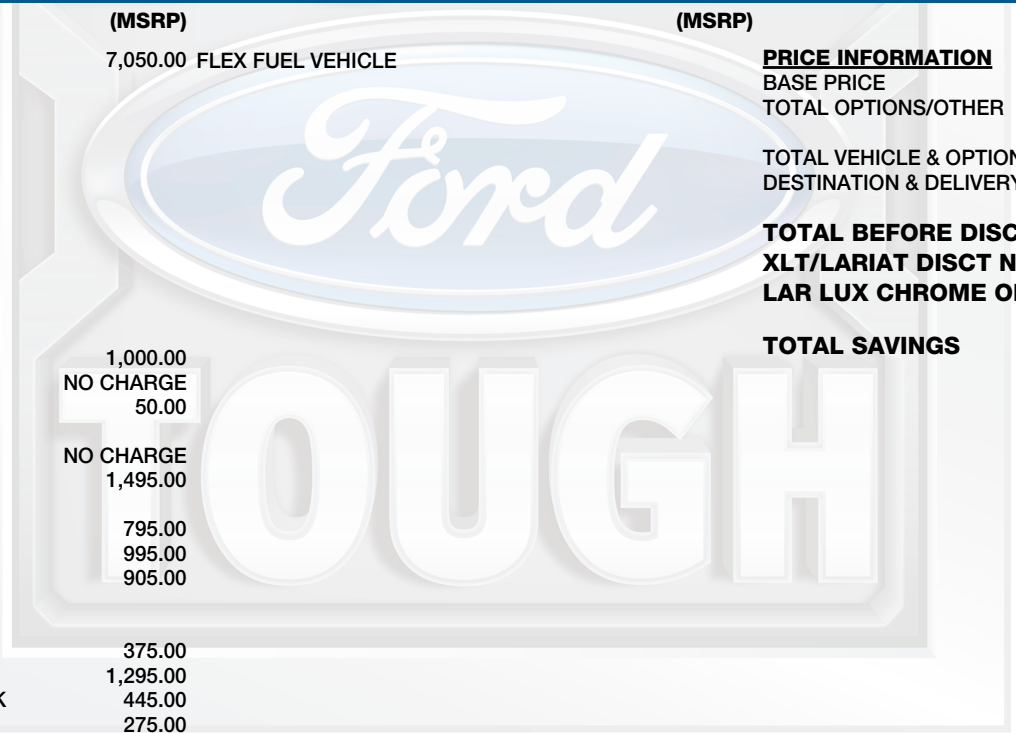 (MSRP) (MSRP)
7,050.00 FLEX FUEL VEHICLE
1,000.00
NO CHARGE
50.00
NO CHARGE
1,495.00
795.00
995.00
905.00
375.00
1,295.00
K 445.00
275.00
PRICE INFORMATION
BASE PRICE
TOTAL OPTIONS/OTHER
TOTAL VEHICLE & OPTION
DESTINATION & DELIVERY
TOTAL BEFORE DISC
XLT/LARIAT DISCT N
LAR LUX CHROME O
TOTAL SAVINGS
Ford
TOUGH